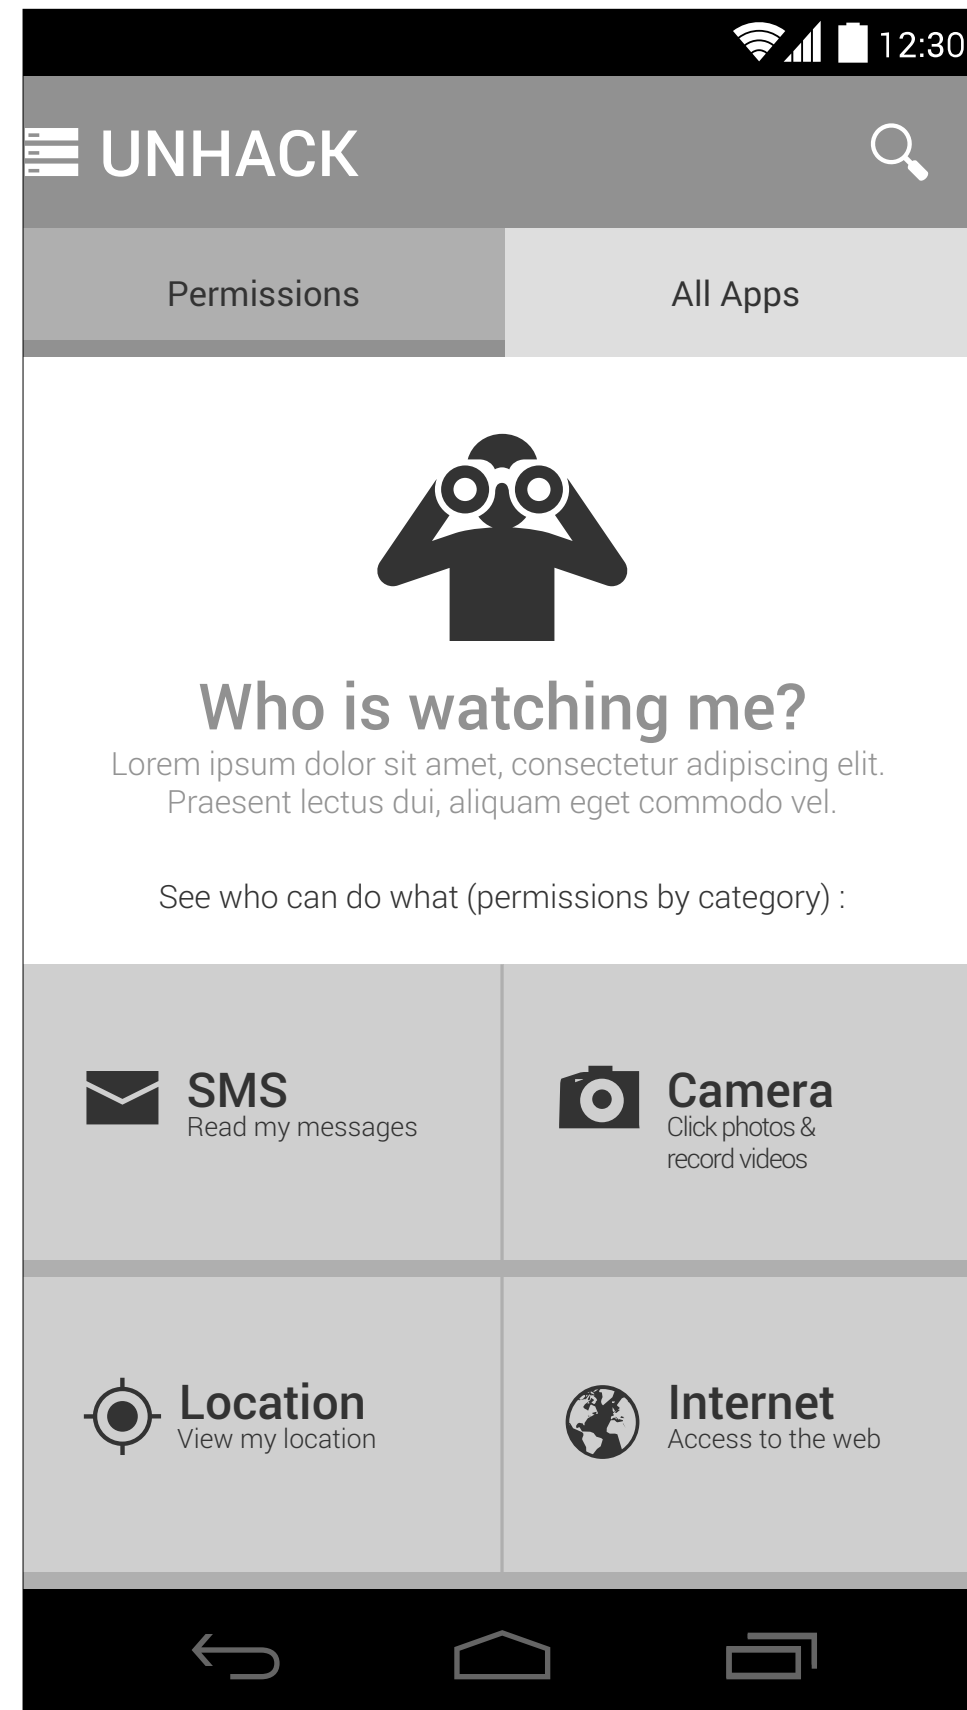 12:30
UNHACK
Permissions
All Apps
Who is watching me?
Lorem ipsum dolor sit amet, consectetur adipiscing elit.
Praesent lectus dui, aliquam eget commodo vel.
See who can do what (permissions by category) :
SMS
Read my messages
Camera
Click photos &
record videos
Location
View my location
Internet
Access to the web